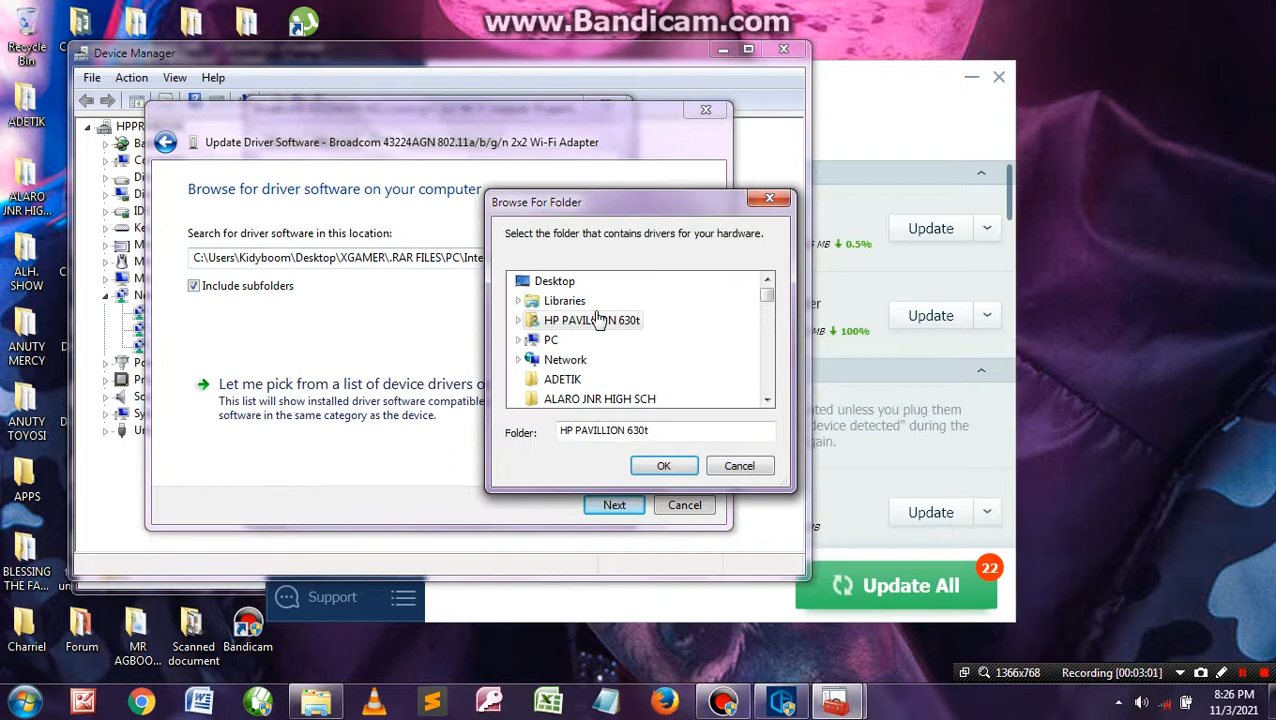 www.Bandicam.com
Recycle
Bin
ADETIK
ALARO
JNR HIG...
ALH.
SHOW
ANUTY
MERCY
ANUTY
TOYOSI
APPS
BLESSING
THE FA...
Charriel
Forum
MR
AGBOO...
Scanned
document
Bandicam
Device Manager
File
Action
View
Help
HPPR
Update Driver Software - Broadcom 43224AGN 802.11a/b/g/n 2x2 Wi-Fi Adapter
Browse for driver software on your computer
Search for driver software in this location:
C:\Users\Kidyboom\Desktop\XGAMER\.RAR FILES\PC\Inte
Include subfolders
Let me pick from a list of device drivers o
This list will show installed driver software compatible
software in the same category as the device.
Next
Cancel
Browse For Folder
Select the folder that contains drivers for your hardware.
Desktop
Libraries
HP PAVILLION 630t
PC
Network
ADETIK
ALARO JNR HIGH SCH
Folder:
HP PAVILLION 630t
OK
Cancel
Update
MB
0.5%
Update
100%
ated unless you plug them
device detected" during the
gain.
Update
MB
Support
22
Update All
1366x768
Recording [00:03:01]
8:26 PM
11/3/2021